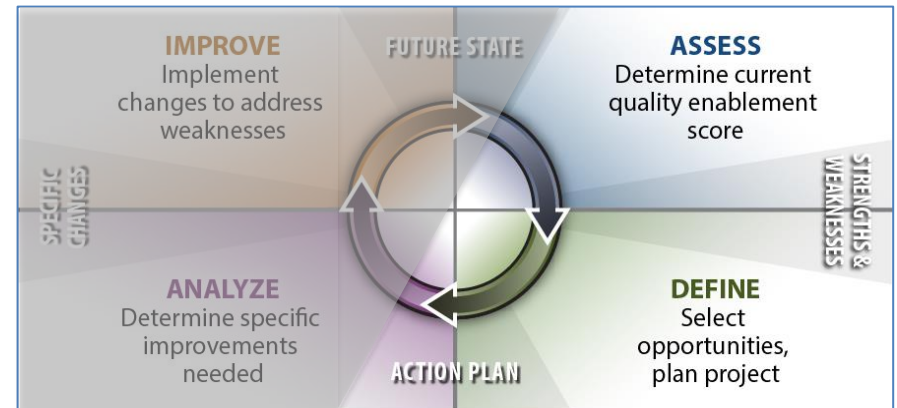 IMPROVE
Implement
changes to address
weaknesses
FUTURE STATE
ASSESS
Determine current
quality enablement
score
SPECIFIC
CHANGES
STRENGTHS &
WEAKNESSES
ANALYZE
Determine specific
improvements
needed
ACTION PLAN
DEFINE
Select
opportunities,
plan project